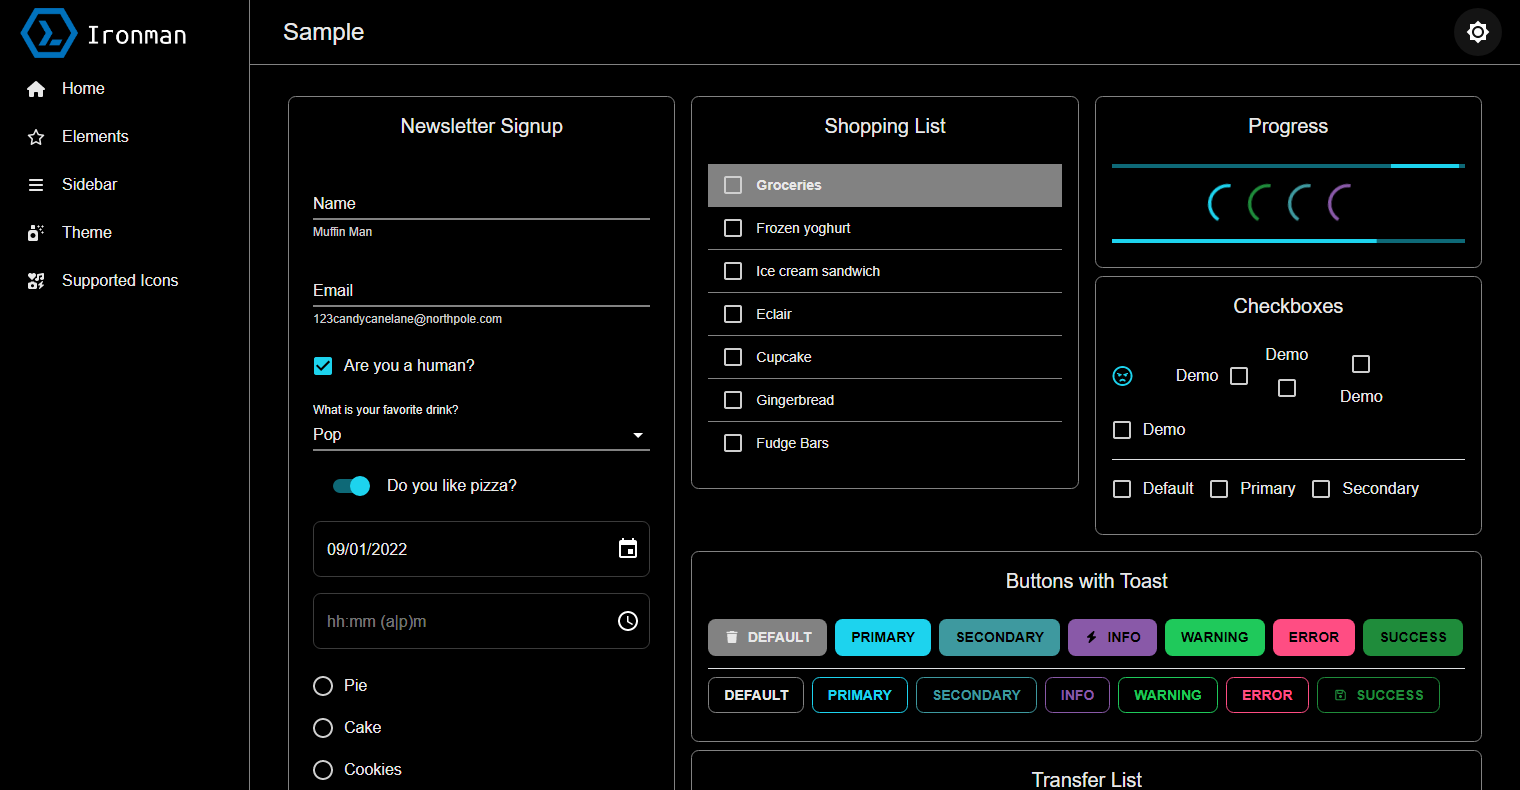 Ironman
Home
Elements
Sidebar
Theme
Supported Icons
Sample
Newsletter Signup
Name
Muffin Man
Email
123candycanelane@northpole.com
Are you a human?
What is your favorite drink?
Pop
Do you like pizza?
09/01/2022
hh:mm (a|p)m
Pie
Cake
Cookies
Shopping List
Groceries
Frozen yoghurt
Ice cream sandwich
Eclair
Cupcake
Gingerbread
Fudge Bars
Progress
Checkboxes
Demo
Demo
Demo
Demo
Default Primary Secondary
Buttons with Toast
DEFAULT PRIMARY SECONDARY INFO WARNING ERROR SUCCESS
DEFAULT PRIMARY SECONDARY INFO WARNING ERROR SUCCESS
Transfer List